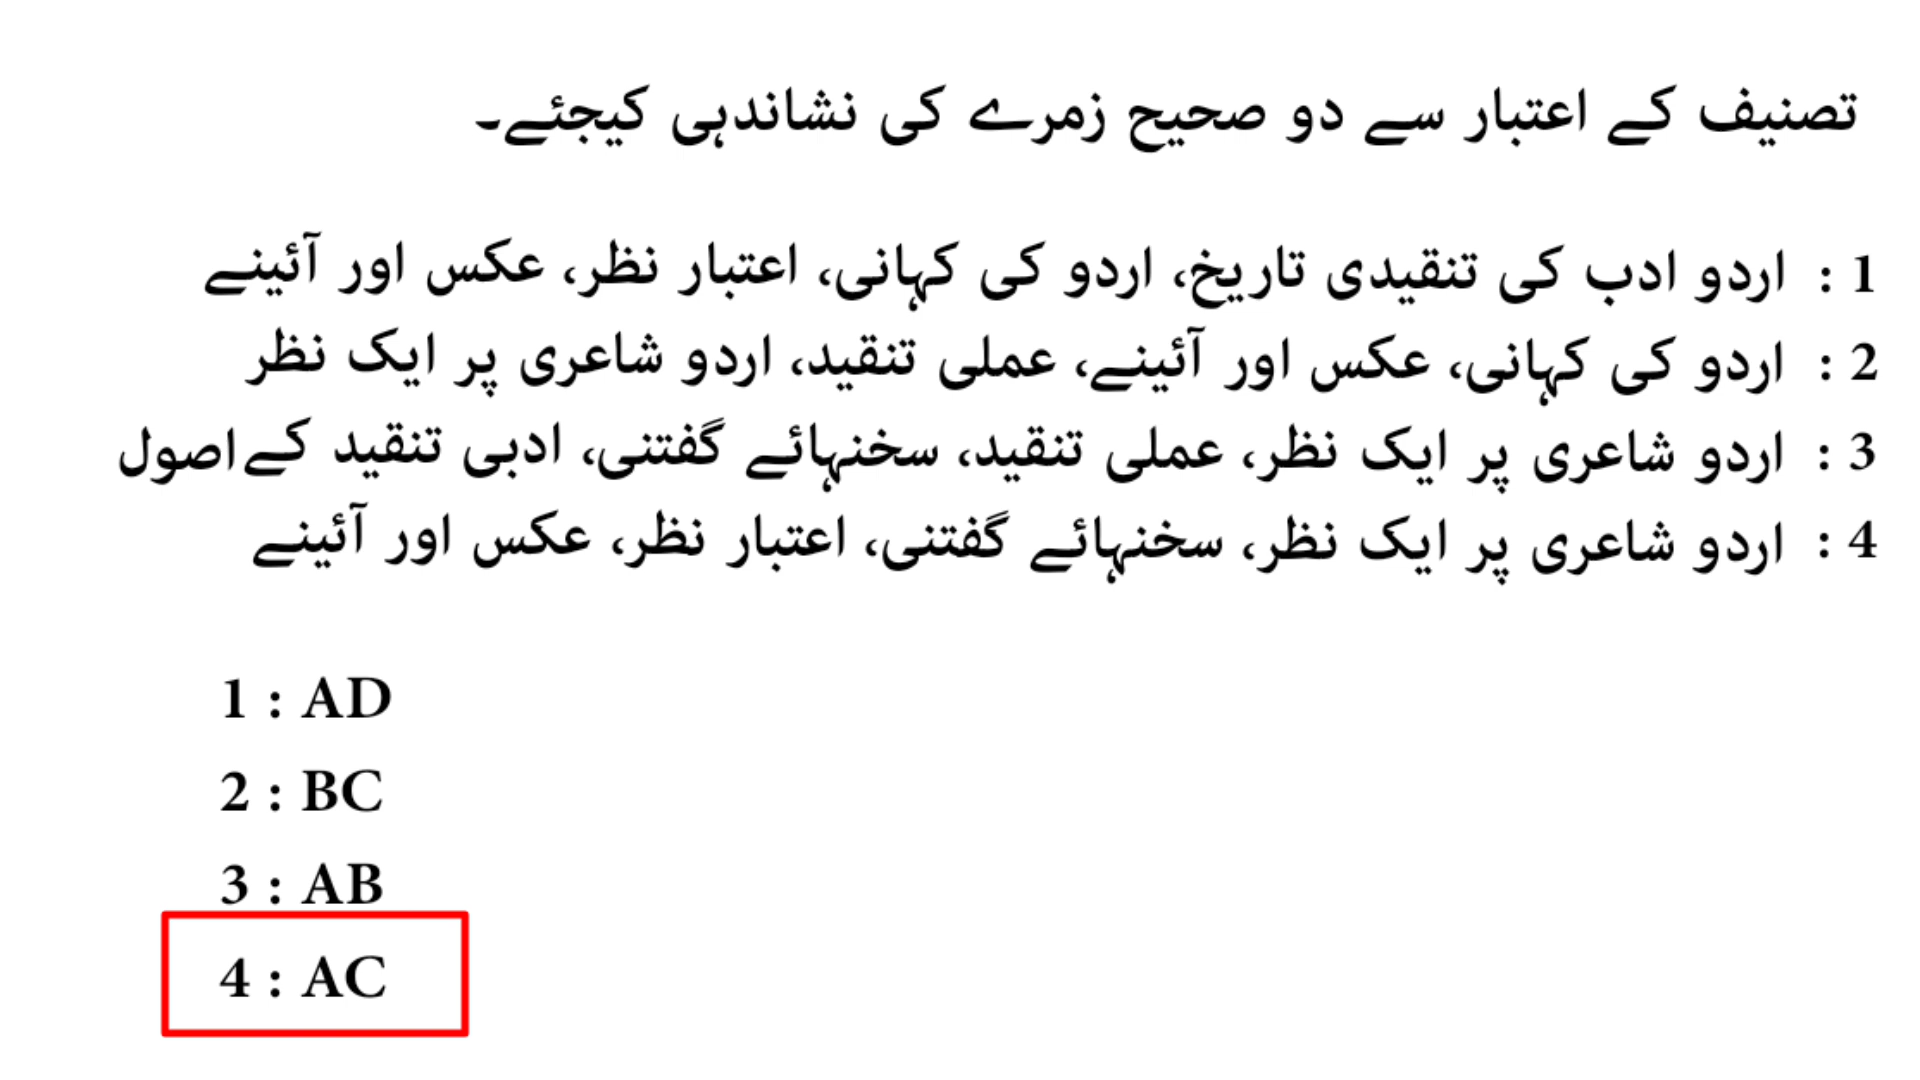 تصنیف کے اعتبار سے دو صحیح زمرے کی نشاندہی کیجئے۔
1 : اردو ادب کی تنقیدی تاریخ، اردو کی کہانی، اعتبار نظر، عکس اور آئینے
2 : اردو کی کہانی، عکس اور آئینے، عملی تنقید، اردو شاعری پر ایک نظر
3 : اردو شاعری پر ایک نظر، عملی تنقید، سخنہائے گفتنی، ادبی تنقید کے اصول
4 : اردو شاعری پر ایک نظر، سخنہائے گفتنی، اعتبار نظر، عکس اور آئینے
1 : AD
2 : BC
3 : AB
4 : AC